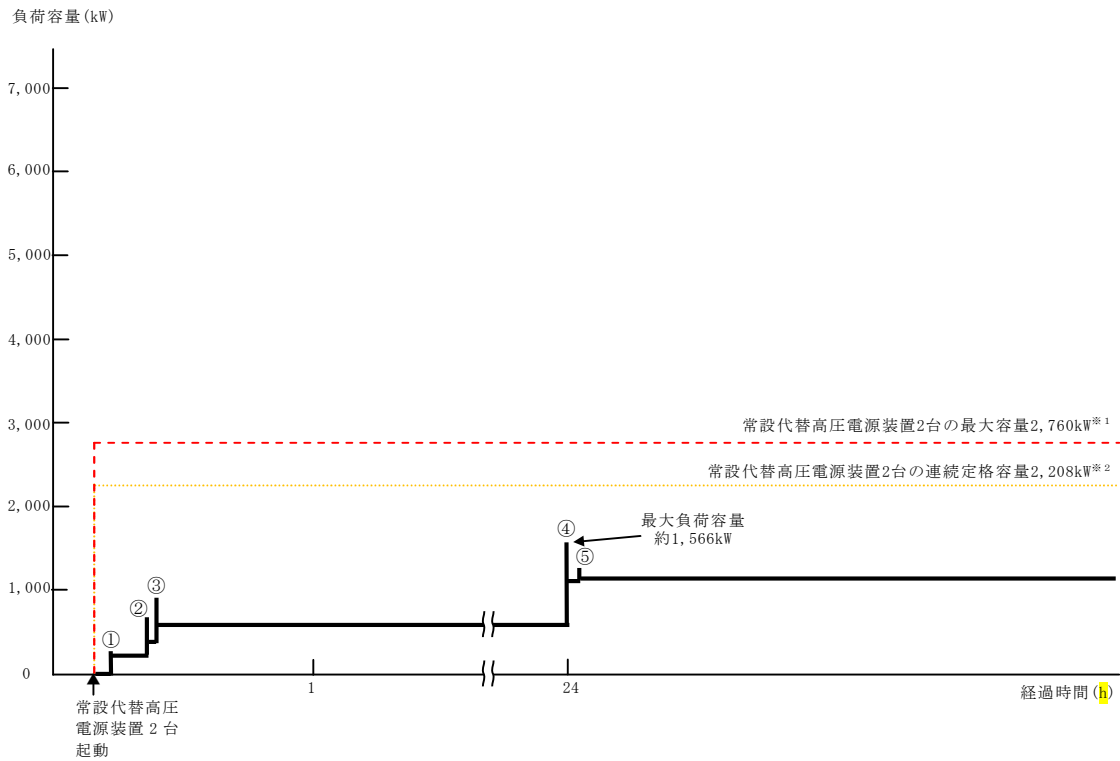 負荷容量(kW)
7,000
6,000
5,000
4,000
3,000
常設代替高圧電源装置2台の最大容量2,760kW※1
常設代替高圧電源装置2台の連続定格容量2,208kW※2
2,000
最大負荷容量
約1,566kW
④
⑤
1,000
③
②
①
0
1
24
経過時間(h)
常設代替高圧
電源装置2台
起動